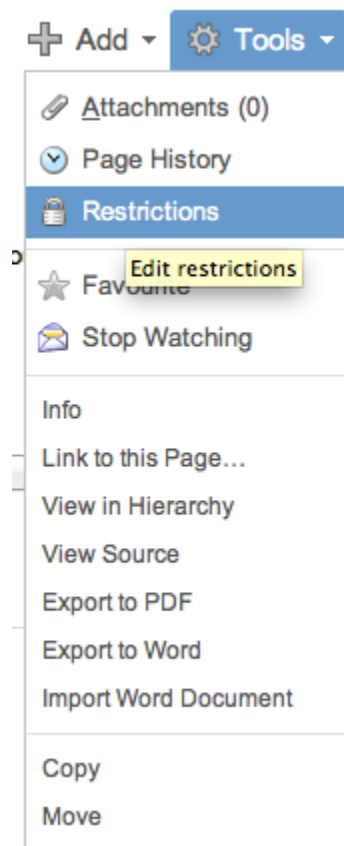 Add Tools
Attachments (0)
Page History
Restrictions
Edit restrictions
Favourite
Stop Watching
Info
Link to this Page...
View in Hierarchy
View Source
Export to PDF
Export to Word
Import Word Document
Copy
Move